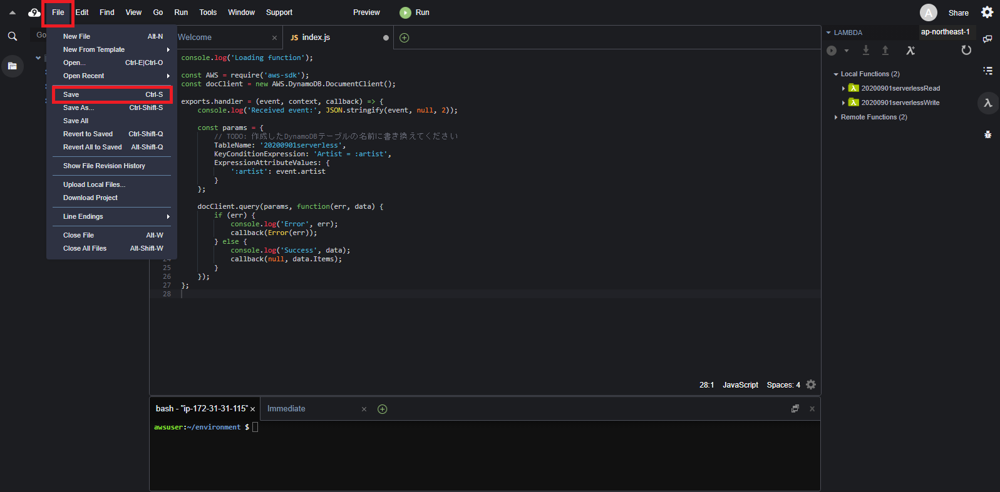 9 File Edit Find View Go Run Tools Window Support Preview Run A Share
Go
New File Alt-N
New From Template
Open... Ctrl-E|Ctrl-O
Open Recent
Save Ctrl-S
Save As... Ctrl-Shift-S
Save All
Revert to Saved Ctrl-Shift-Q
Revert All to Saved Alt-Shift-Q
Show File Revision History
Upload Local Files...
Download Project
Line Endings
Close File Alt-W
Close All Files Alt-Shift-W
Welcome × JS index.js
console.log('Loading function');
const AWS = require('aws-sdk');
const docClient = new AWS.DynamoDB.DocumentClient();
exports.handler = (event, context, callback) => {
console.log('Received event:', JSON.stringify(event, null, 2));
const params = {
// TODO: 作成したDynamoDBテーブルの名前に書き換えてください
TableName: '20200901serverless',
KeyConditionExpression: 'Artist = :artist',
ExpressionAttributeValues: {
':artist': event.artist
}
};
docClient.query(params, function(err, data) {
if (err) {
console.log('Error', err);
callback(Error(err));
} else {
console.log('Success', data);
callback(null, data.Items);
25 }
26 });
27 };
28
28:1 JavaScript Spaces: 4
LAMBDA ap-northeast-1
Local Functions (2)
λ 20200901serverlessRead
λ 20200901serverlessWrite
Remote Functions (2)
bash - "ip-172-31-31-115" × Immediate ×
awsuser:~/environment $